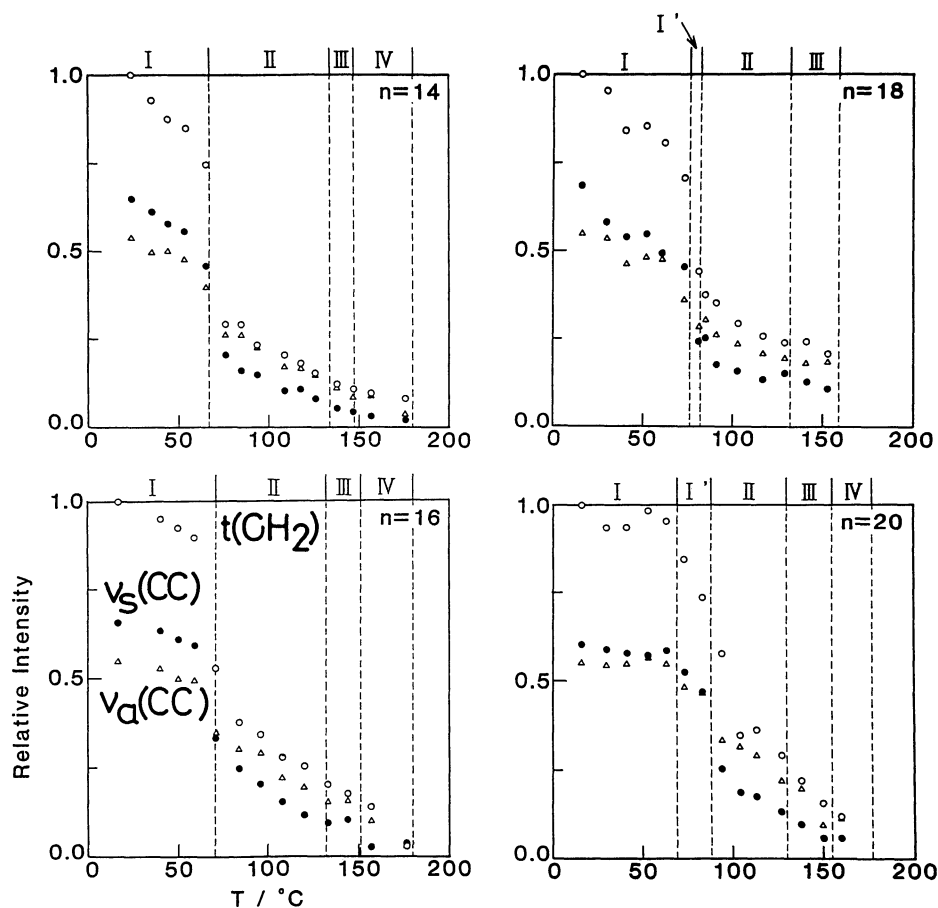 I'
I II III IV
n=14
1.0
0.5
0.0
0 50 100 150 200
I II III
n=18
1.0
0.5
0.0
0 50 100 150 200
I II III IV
n=16
t(CH2)
νs(CC)
νa(CC)
1.0
0.5
0.0
0 50 100 150 200
Relative Intensity
T / °C
I I' II III IV
n=20
1.0
0.5
0.0
0 50 100 150 200